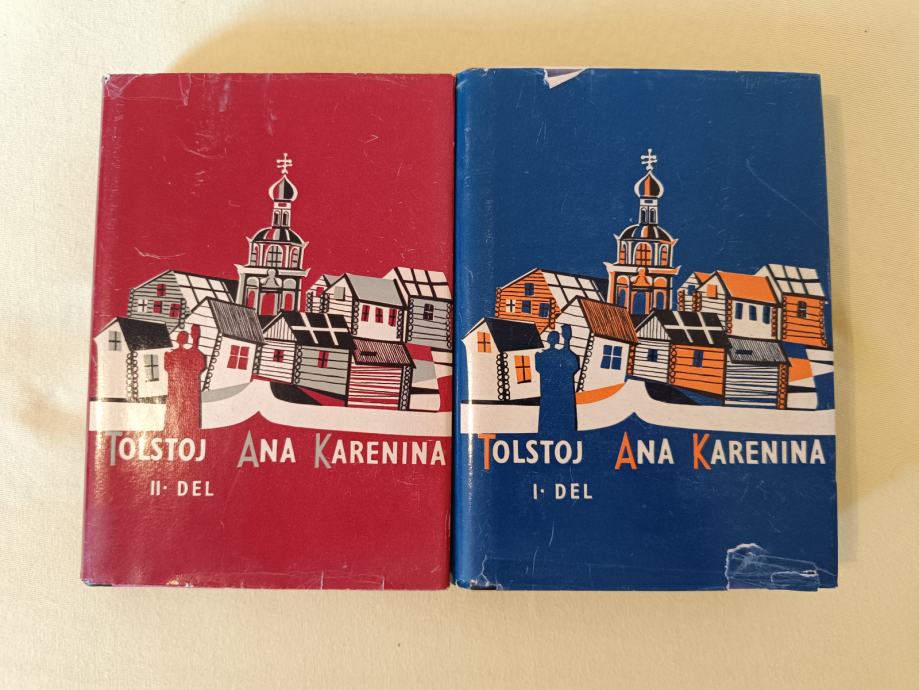 TOLSTOJ ANA KARENINA
II. DEL
TOLSTOJ ANA KARENINA
I. DEL